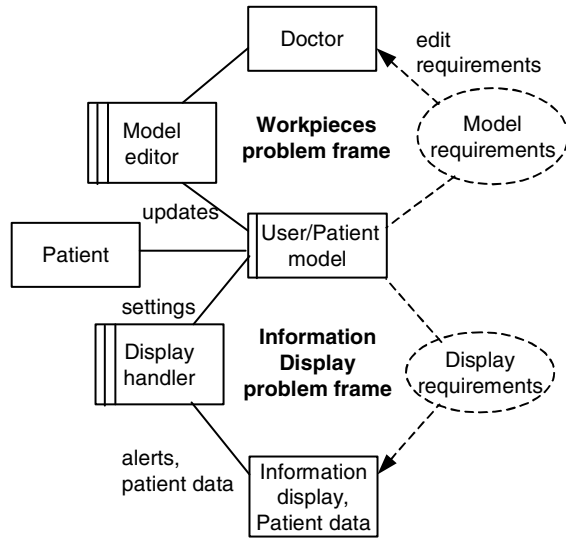 Doctor
edit
requirements
Model
editor
Workpieces
problem frame
Model
requirements
updates
Patient
User/Patient
model
settings
Display
handler
Information
Display
problem frame
Display
requirements
alerts,
patient data
Information
display,
Patient data